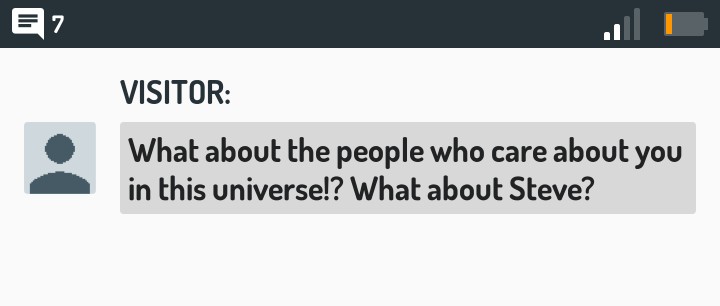 7
VISITOR:
What about the people who care about you
in this universe!? What about Steve?